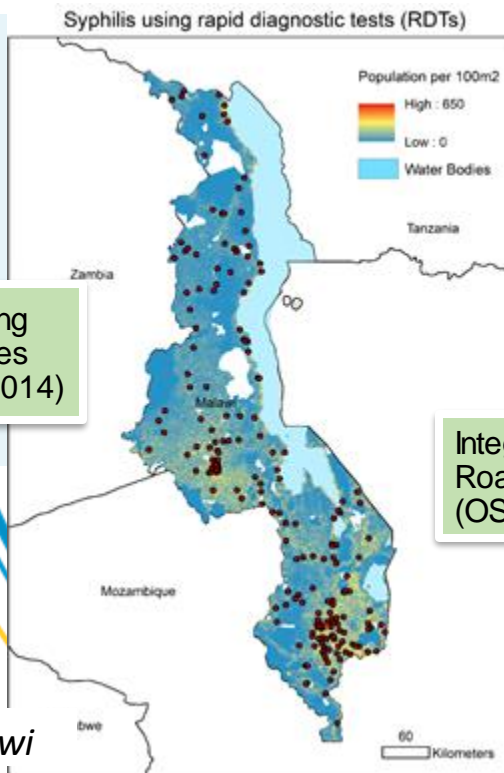 Syphilis using rapid diagnostic tests (RDTs)
Population per 100m2
High : 650
Low : 0
Water Bodies
Tanzania
Zambia
ng
es
014)
Malawi
Inte
Roa
(OS
Mozambique
bwe
wi
60
Kilometers